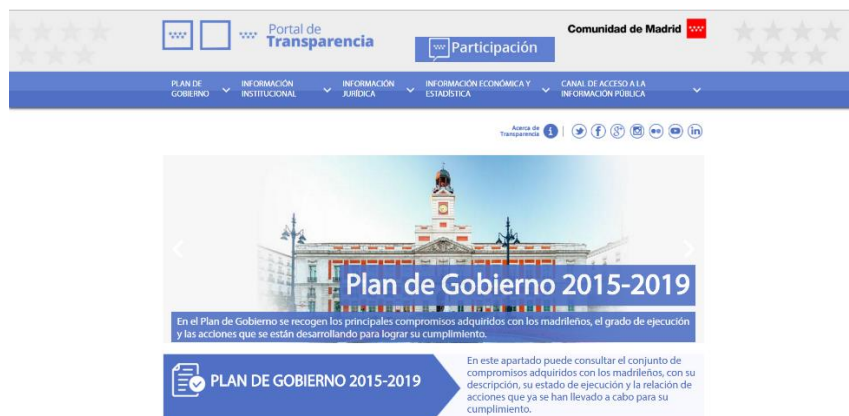 Portal de
Transparencia
Participación
Comunidad de Madrid
PLAN DE
GOBIERNO
INFORMACIÓN
INSTITUCIONAL
INFORMACIÓN
JURÍDICA
INFORMACIÓN ECONÓMICA Y
ESTADÍSTICA
CANAL DE ACCESO A LA
INFORMACIÓN PÚBLICA
Acerca de
Transparencia
Plan de Gobierno 2015-2019
En el Plan de Gobierno se recogen los principales compromisos adquiridos con los madrileños, el grado de ejecución
y las acciones que se están desarrollando para lograr su cumplimiento.
PLAN DE GOBIERNO 2015-2019
En este apartado puede consultar el conjunto de
compromisos adquiridos con los madrileños, con su
descripción, su estado de ejecución y la relación de
acciones que ya se han llevado a cabo para su
cumplimiento.